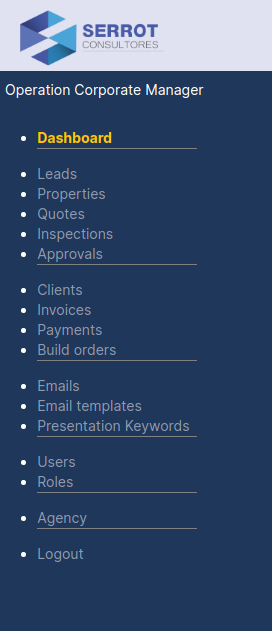 SERROT
CONSULTORES
Operation Corporate Manager
Dashboard
Leads
Properties
Quotes
Inspections
Approvals
Clients
Invoices
Payments
Build orders
Emails
Email templates
Presentation Keywords
Users
Roles
Agency
Logout